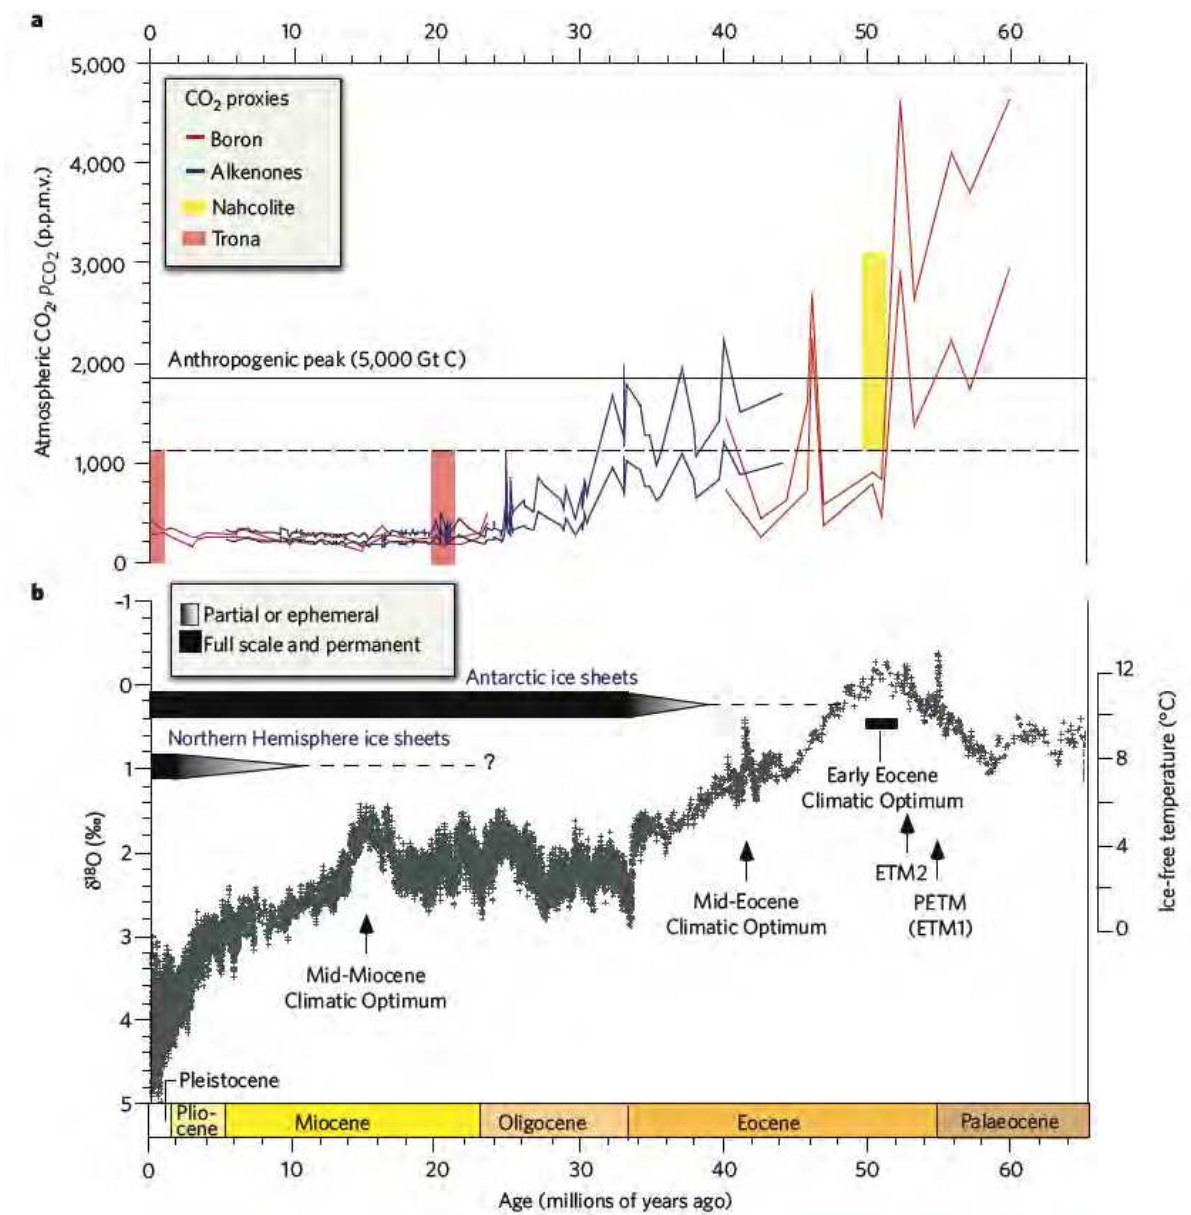 a
0 10 20 30 40 50 60
5,000
4,000
3,000
2,000
1,000
0
Atmospheric CO₂, pCO₂ (p.p.m.v.)
CO₂ proxies
Boron
Alkenones
Nahcolite
Trona
Anthropogenic peak (5,000 Gt C)
b
-1
0
1
2
3
4
5
δ¹⁸O (‰)
Partial or ephemeral
Full scale and permanent
Antarctic ice sheets
Northern Hemisphere ice sheets
?
12
8
4
0
Ice-free temperature (°C)
Early Eocene
Climatic Optimum
ETM2
PETM
(ETM1)
Mid-Eocene
Climatic Optimum
Mid-Miocene
Climatic Optimum
Pleistocene
Plio-
cene
Miocene
Oligocene
Eocene
Palaeocene
0 10 20 30 40 50 60
Age (millions of years ago)